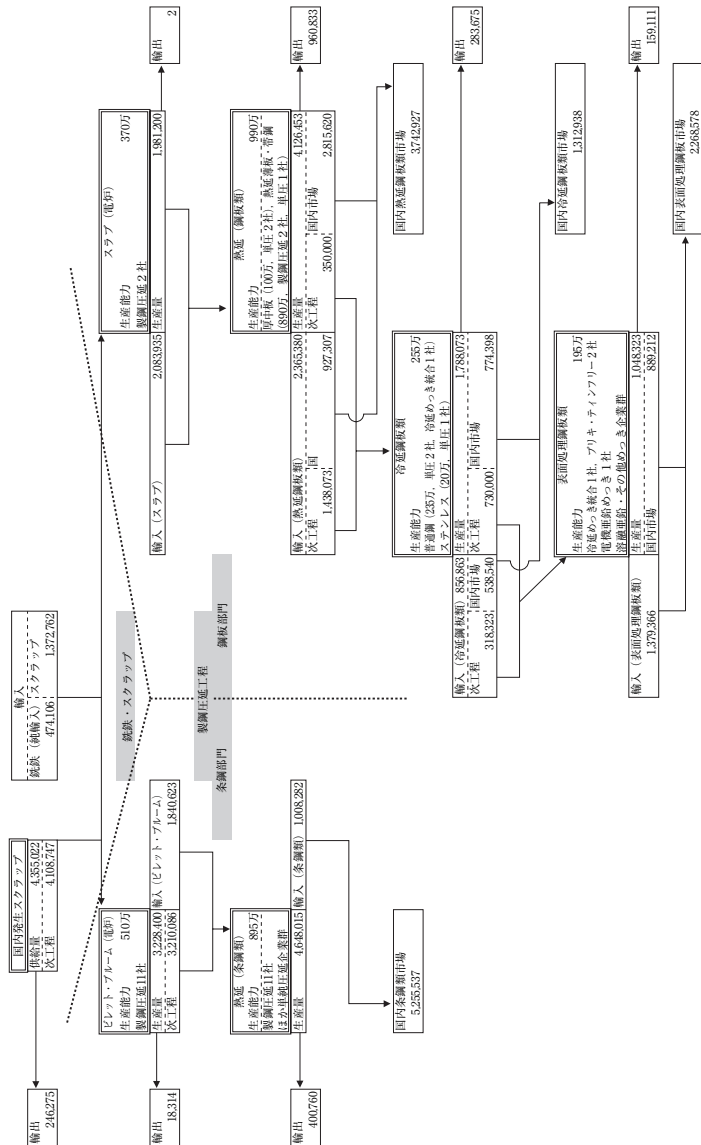 輸入
銑鉄（純輸入） スクラップ
474,106 1,372,762
国内発生スクラップ
供給量 4,355,022
次工程 4,108,747
輸出
246,275
銑鉄・スクラップ
製鋼圧延工程
条鋼部門 鋼板部門
ビレット・ブルーム（電炉）
生産能力 510万
製鋼圧延11社
生産量 3,228,400
次工程 3,210,086
輸入（ビレット・ブルーム）
1,840,623
輸出
18,314
熱延（条鋼類）
生産能力 895万
製鋼圧延11社
ほか単純圧延企業群
生産量 4,648,015
輸入（条鋼類） 1,008,282
輸出
400,760
国内条鋼類市場
5,255,537
スラブ（電炉）
生産能力 370万
製鋼圧延2社
輸入（スラブ） 2,083,935
生産量 1,981,200
輸出
2
熱延（鋼板類）
生産能力 990万
厚中板（100万，単圧2社），熱延薄板・帯鋼
（890万，製鋼圧延2社，単圧1社）
輸入（熱延鋼板類） 2,365,380
次工程 国
1,438,073 927,307
生産量 4,126,453
次工程 国内市場
350,000 2,815,620
輸出
960,833
国内熱延鋼板類市場
3,742,927
冷延鋼板類
生産能力 255万
普通鋼（235万，単圧2社，冷延めっき統合1社）
ステンレス（20万，単圧1社）
輸入（冷延鋼板類） 856,863
次工程 国内市場
318,323 538,540
生産量 1,788,073
次工程 国内市場
730,000 774,398
輸出
283,675
国内冷延鋼板類市場
1,312,938
表面処理鋼板類
生産能力 195万
冷延めっき統合1社，ブリキ・ティンフリー2社
電機亜鉛めっき1社
溶融亜鉛・その他めっき企業群
輸入（表面処理鋼板類）
1,379,366
生産量 1,048,323
国内市場 889,212
輸出
159,111
国内表面処理鋼板市場
2,268,578